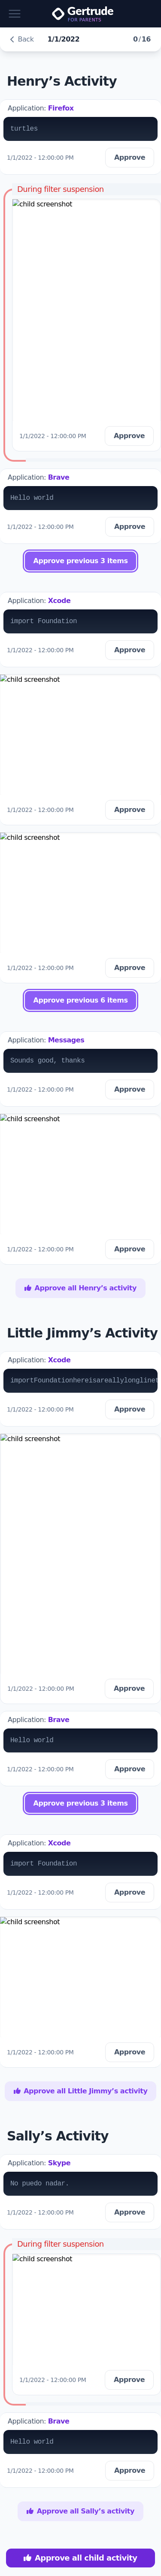 Gertrude
FOR PARENTS
Back
1/1/2022
0/16
Henry's Activity
Application: Firefox
turtles
1/1/2022 - 12:00:00 PM
Approve
During filter suspension
child screenshot
1/1/2022 - 12:00:00 PM
Approve
Application: Brave
Hello world
1/1/2022 - 12:00:00 PM
Approve
Approve previous 3 items
Application: Xcode
import Foundation
1/1/2022 - 12:00:00 PM
Approve
child screenshot
1/1/2022 - 12:00:00 PM
Approve
child screenshot
1/1/2022 - 12:00:00 PM
Approve
Approve previous 6 items
Application: Messages
Sounds good, thanks
1/1/2022 - 12:00:00 PM
Approve
child screenshot
1/1/2022 - 12:00:00 PM
Approve
Approve all Henry's activity
Little Jimmy's Activity
Application: Xcode
importFoundationhereisareallylonglinet
1/1/2022 - 12:00:00 PM
Approve
child screenshot
1/1/2022 - 12:00:00 PM
Approve
Application: Brave
Hello world
1/1/2022 - 12:00:00 PM
Approve
Approve previous 3 items
Application: Xcode
import Foundation
1/1/2022 - 12:00:00 PM
Approve
child screenshot
1/1/2022 - 12:00:00 PM
Approve
Approve all Little Jimmy's activity
Sally's Activity
Application: Skype
No puedo nadar.
1/1/2022 - 12:00:00 PM
Approve
During filter suspension
child screenshot
1/1/2022 - 12:00:00 PM
Approve
Application: Brave
Hello world
1/1/2022 - 12:00:00 PM
Approve
Approve all Sally's activity
Approve all child activity